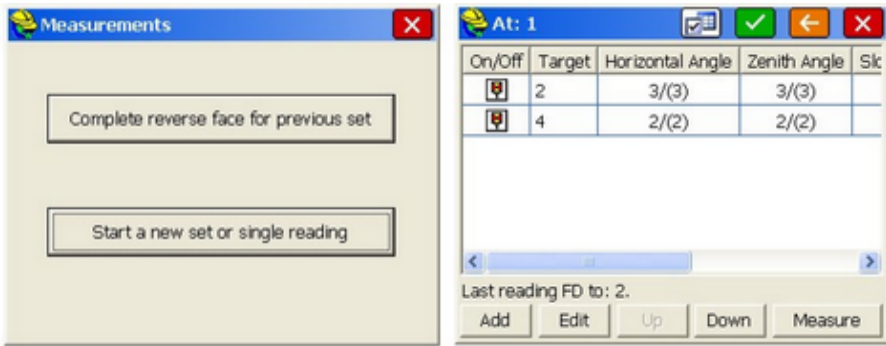 Measurements
Complete reverse face for previous set
Start a new set or single reading
At: 1
On/Off Target Horizontal Angle Zenith Angle Slo
2 3/(3) 3/(3)
4 2/(2) 2/(2)
Last reading FD to: 2.
Add Edit Up Down Measure